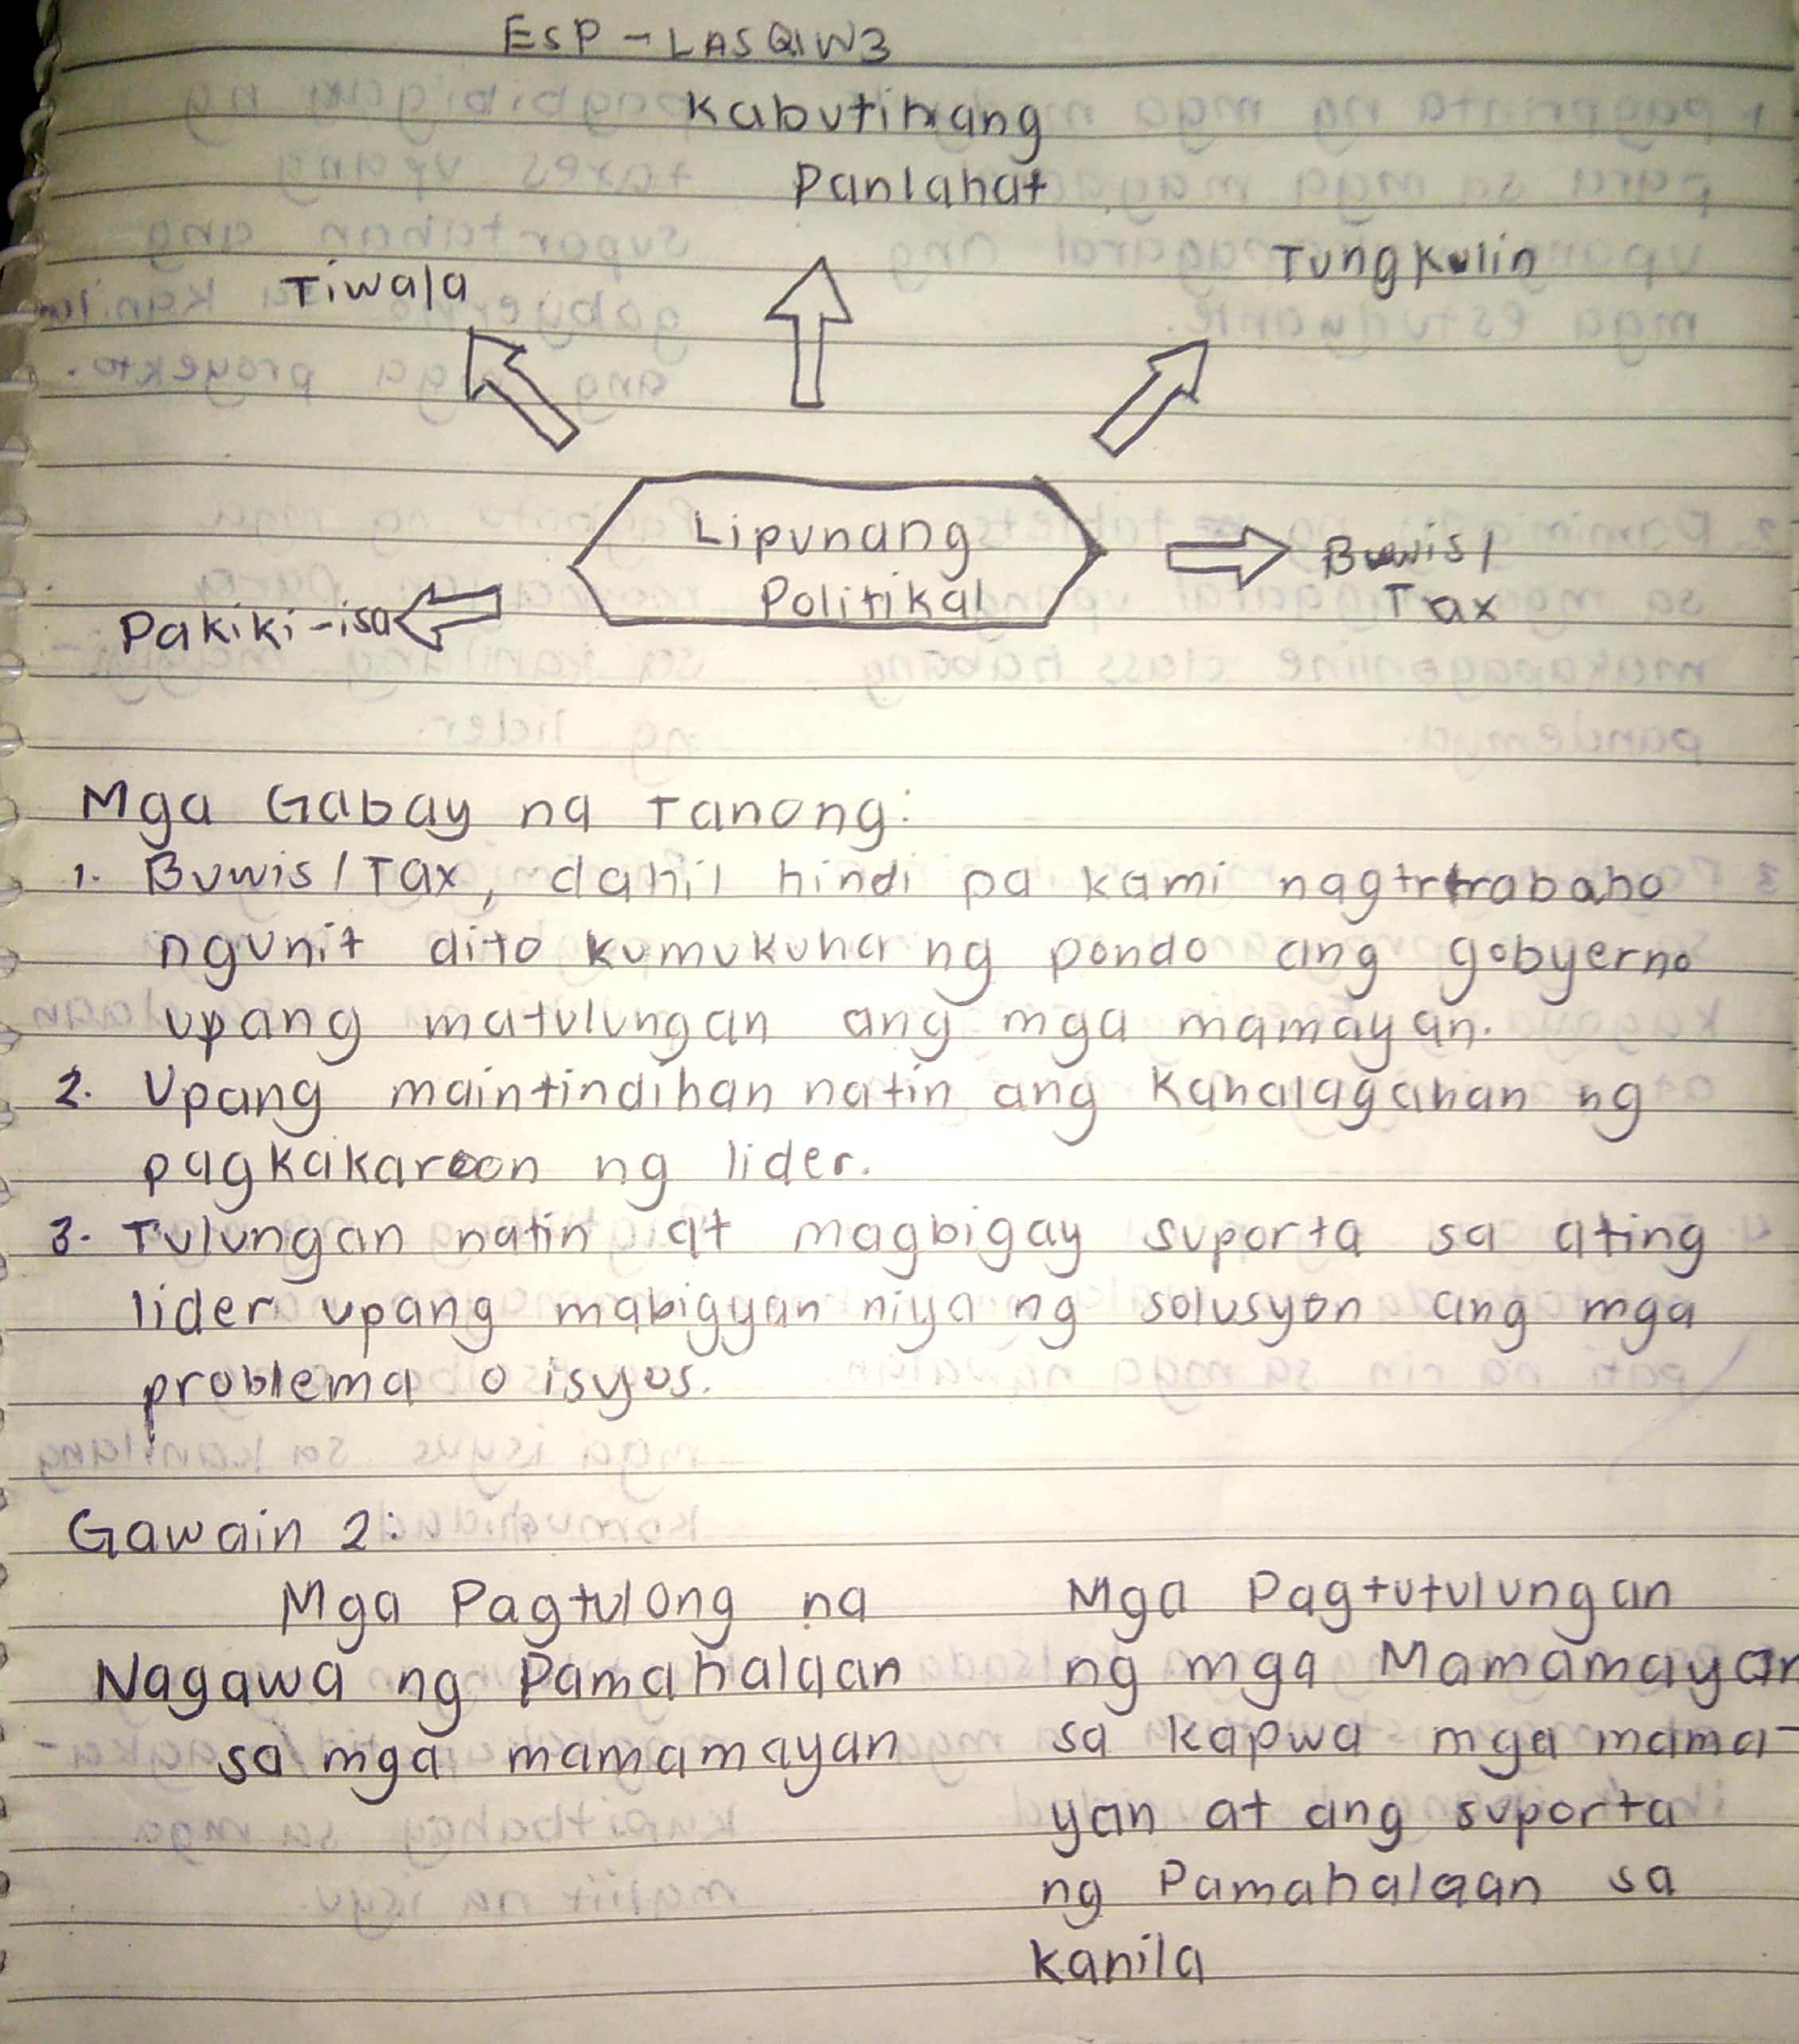 ESP - LAS Q1W3
Kabutihang
Panlahat
Tiwala
Tungkulin
Lipunang
Politikal
Buwis/
Tax
Pakiki-isa
Mga Gabay na Tanong:
1. Buwis/Tax, dahil hindi pa kami nagtrtrabaho
ngunit dito kumukuha ng pondo ang gobyerno
upang matulungan ang mga mamayan.
2. Upang maintindihan natin ang kahalagahan ng
pagkakaroon ng lider.
3. Tulungan natin at magbigay suporta sa ating
lider upang mabigyan niya ng solusyon ang mga
problema o isyus.
Gawain 2:
Mga Pagtulong na
Nagawa ng Pamahalaan
sa mga mamamayan
Mga Pagtutulungan
ng mga Mamamayan
sa kapwa mga mama-
yan at ang suporta
ng Pamahalaan sa
kanila